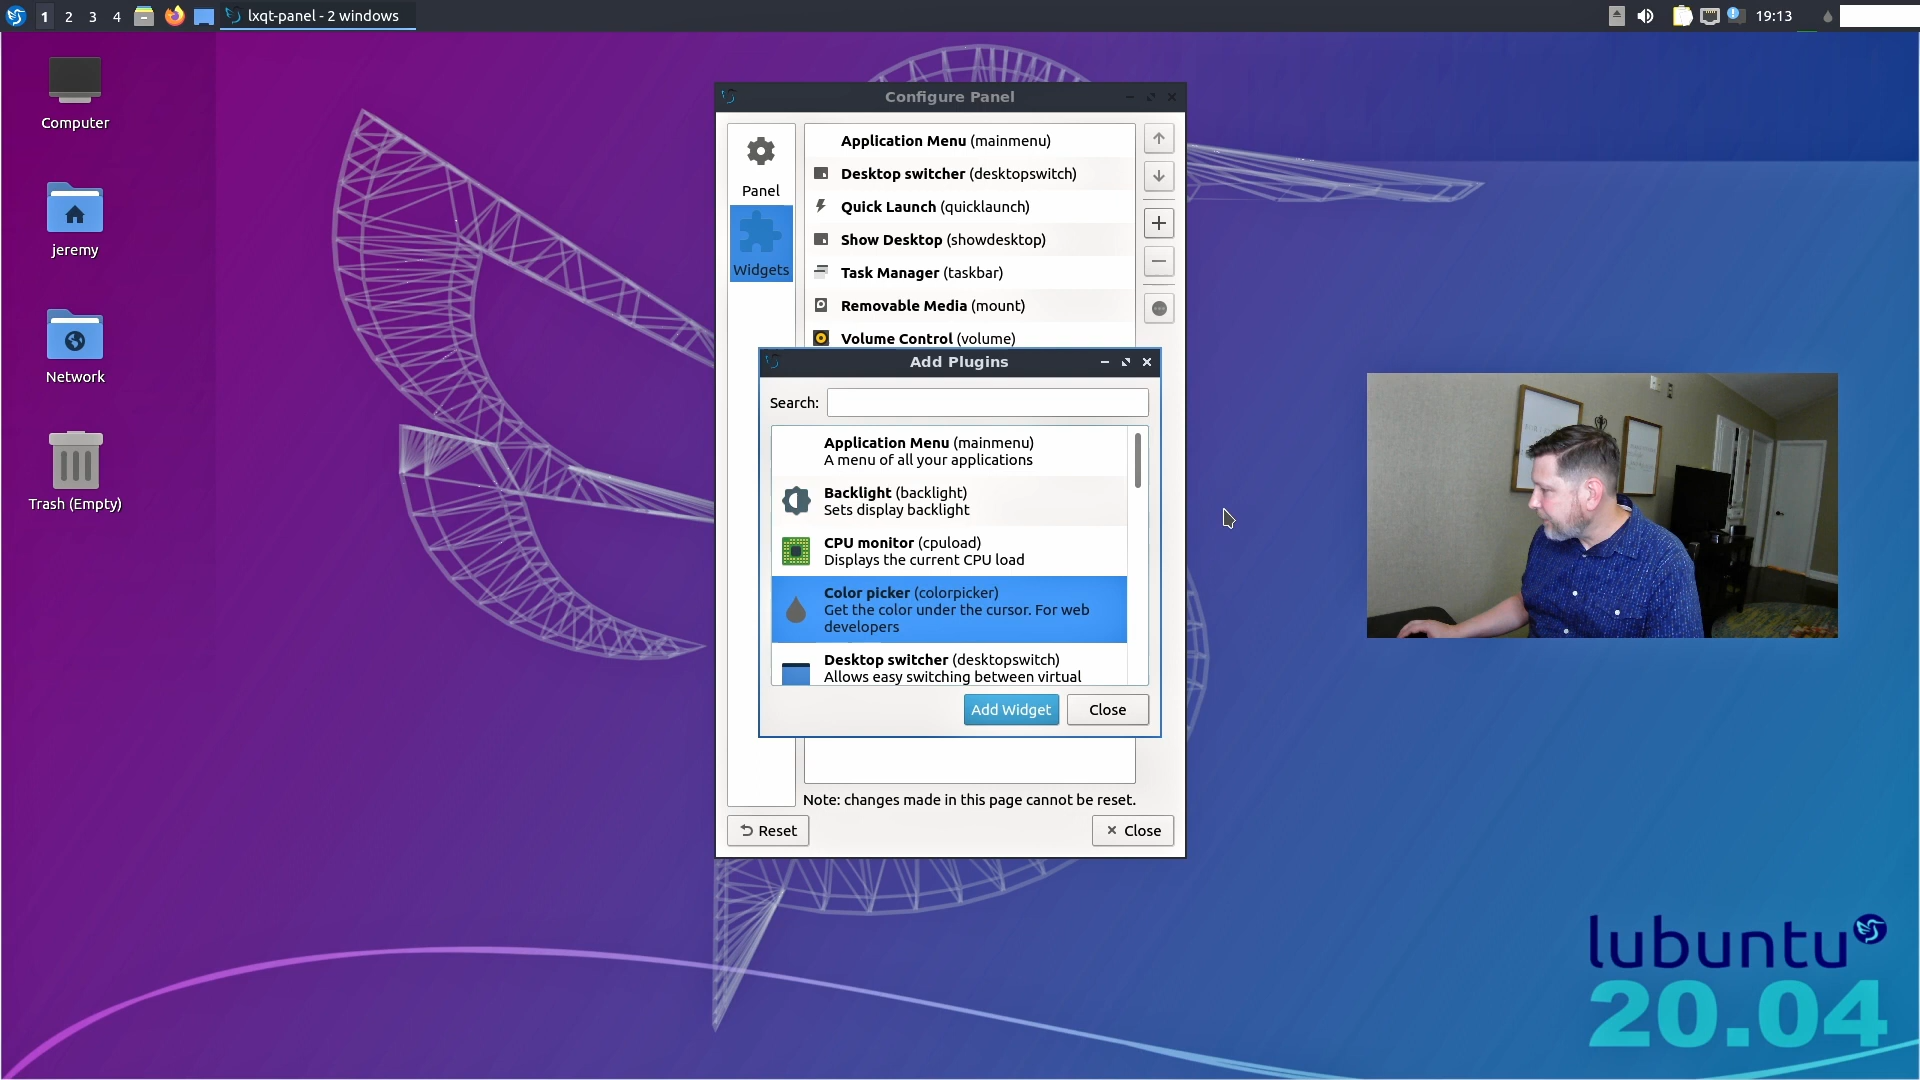 1 2 3 4 lxqt-panel - 2 windows 19:13
Computer
jeremy
Network
Trash (Empty)
Configure Panel
Panel
Widgets
Application Menu (mainmenu)
Desktop switcher (desktopswitch)
Quick Launch (quicklaunch)
Show Desktop (showdesktop)
Task Manager (taskbar)
Removable Media (mount)
Volume Control (volume)
Add Plugins
Search:
Application Menu (mainmenu)
A menu of all your applications
Backlight (backlight)
Sets display backlight
CPU monitor (cpuload)
Displays the current CPU load
Color picker (colorpicker)
Get the color under the cursor. For web
developers
Desktop switcher (desktopswitch)
Allows easy switching between virtual
Add Widget Close
Note: changes made in this page cannot be reset.
Reset Close
lubuntu
20.04